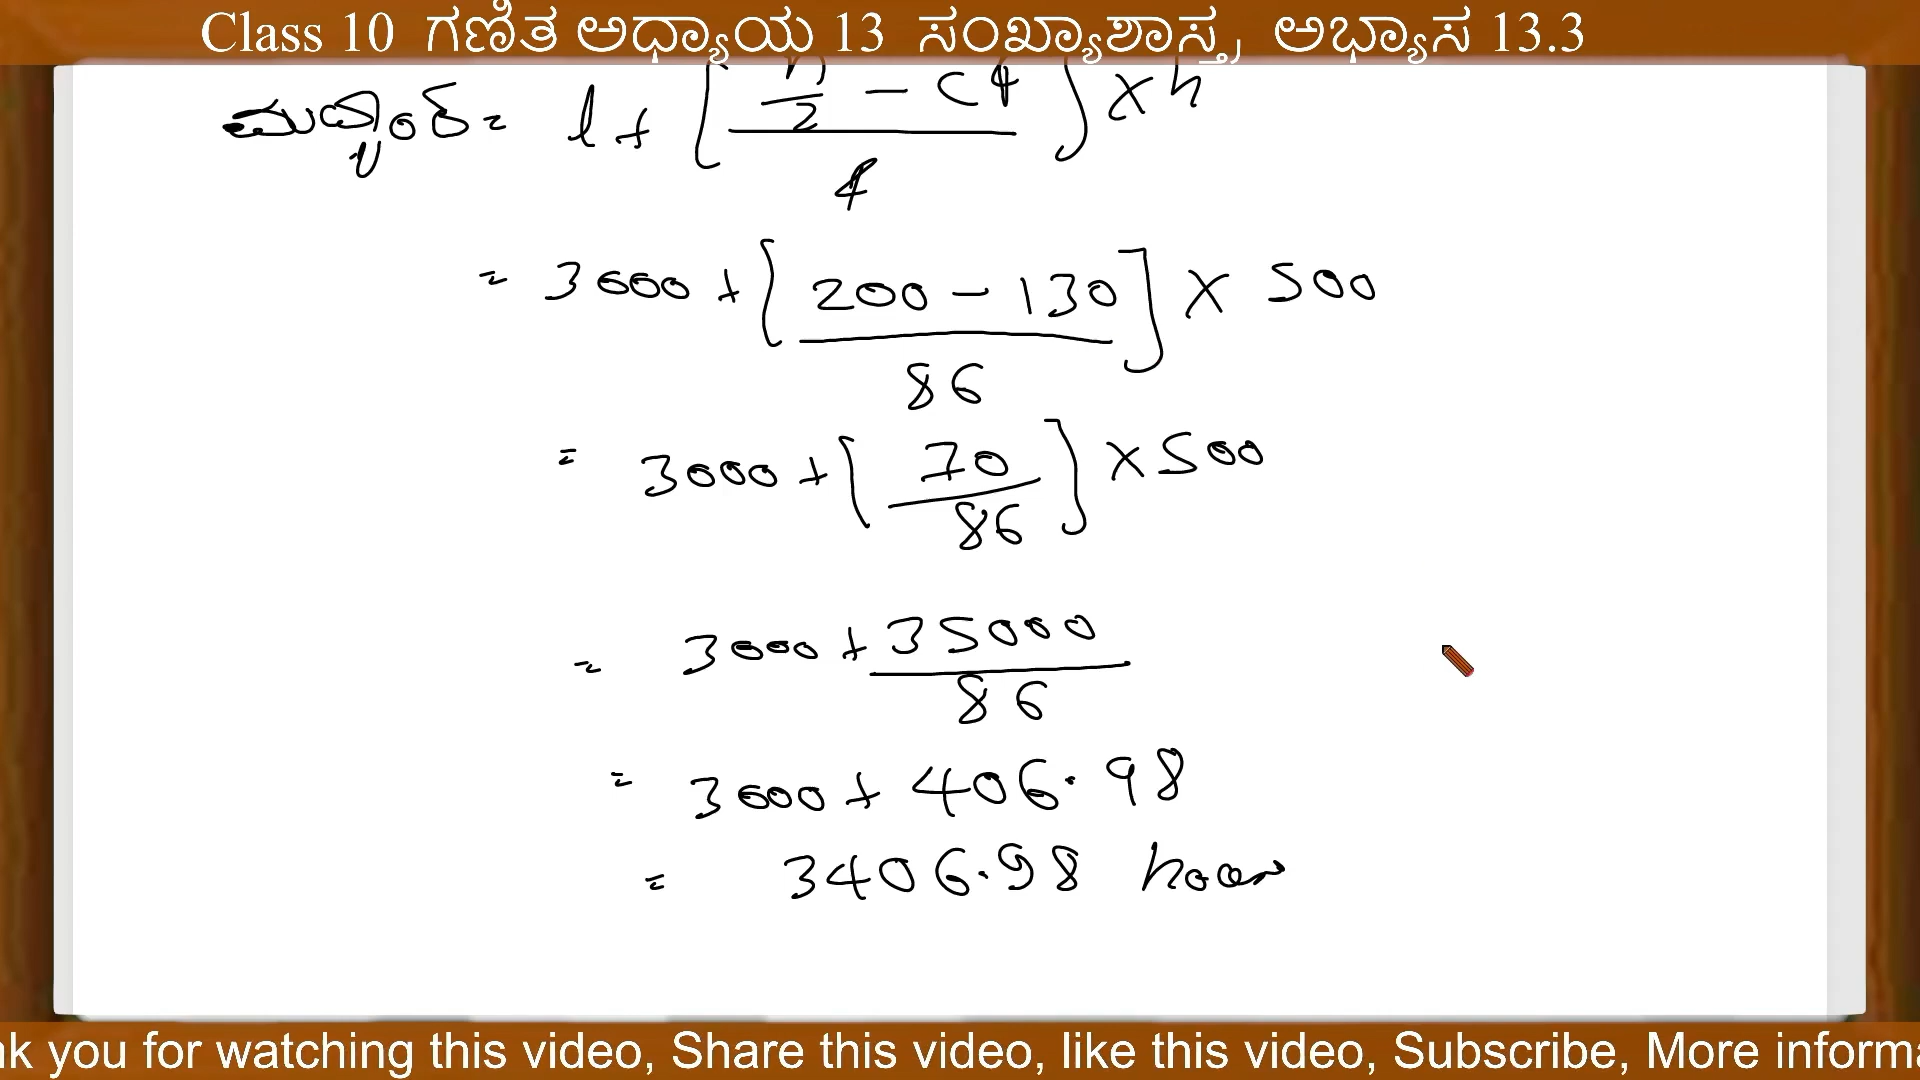 Class 10 ಗಣಿತ ಅಧ್ಯಾಯ 13 ಸಂಖ್ಯಾಶಾಸ್ತ್ರ, ಅಭ್ಯಾಸ 13.3
ಮಧ್ಯಾಂಕ = l + [ n/2 - cf / f ] × h
= 3000 + [ 200 - 130 / 86 ] × 500
= 3000 + [ 70 / 86 ] × 500
= 3000 + 35000 / 86
= 3000 + 406.98
= 3406.98 hour
nk you for watching this video, Share this video, like this video, Subscribe, More informa